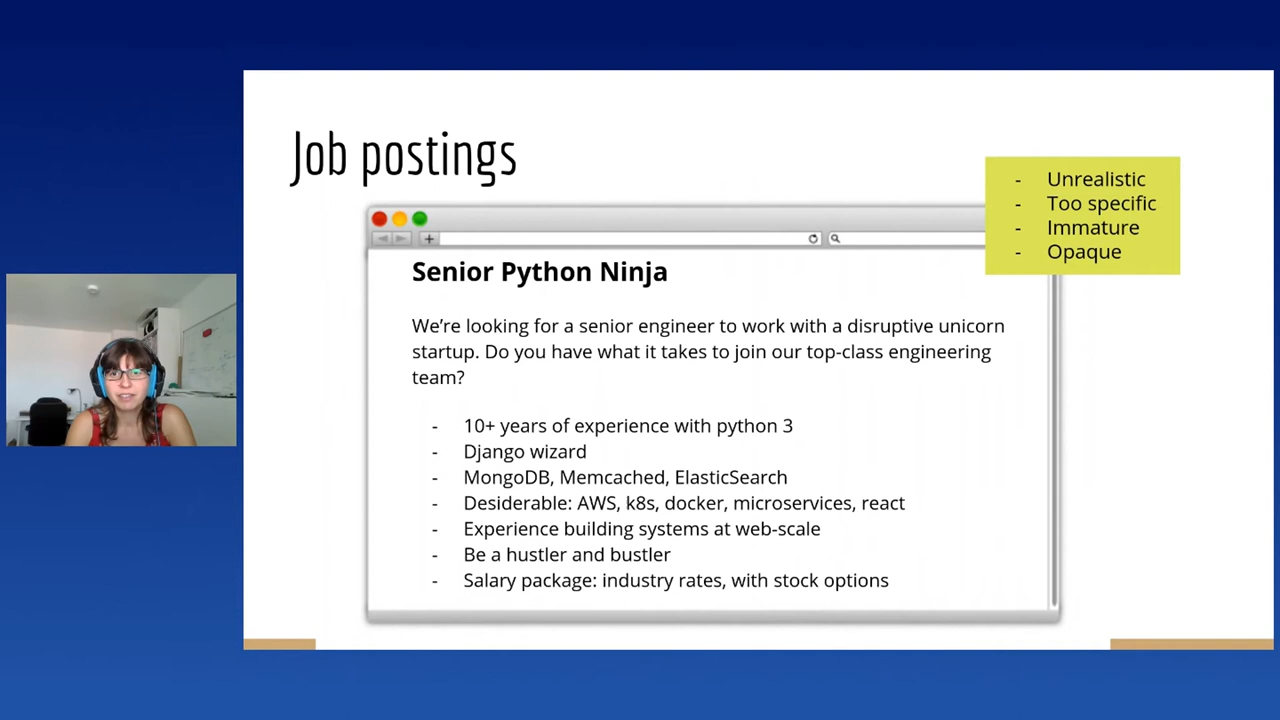 Job postings
- Unrealistic
- Too specific
- Immature
- Opaque
Senior Python Ninja
We’re looking for a senior engineer to work with a disruptive unicorn
startup. Do you have what it takes to join our top-class engineering
team?
- 10+ years of experience with python 3
- Django wizard
- MongoDB, Memcached, ElasticSearch
- Desiderable: AWS, k8s, docker, microservices, react
- Experience building systems at web-scale
- Be a hustler and bustler
- Salary package: industry rates, with stock options